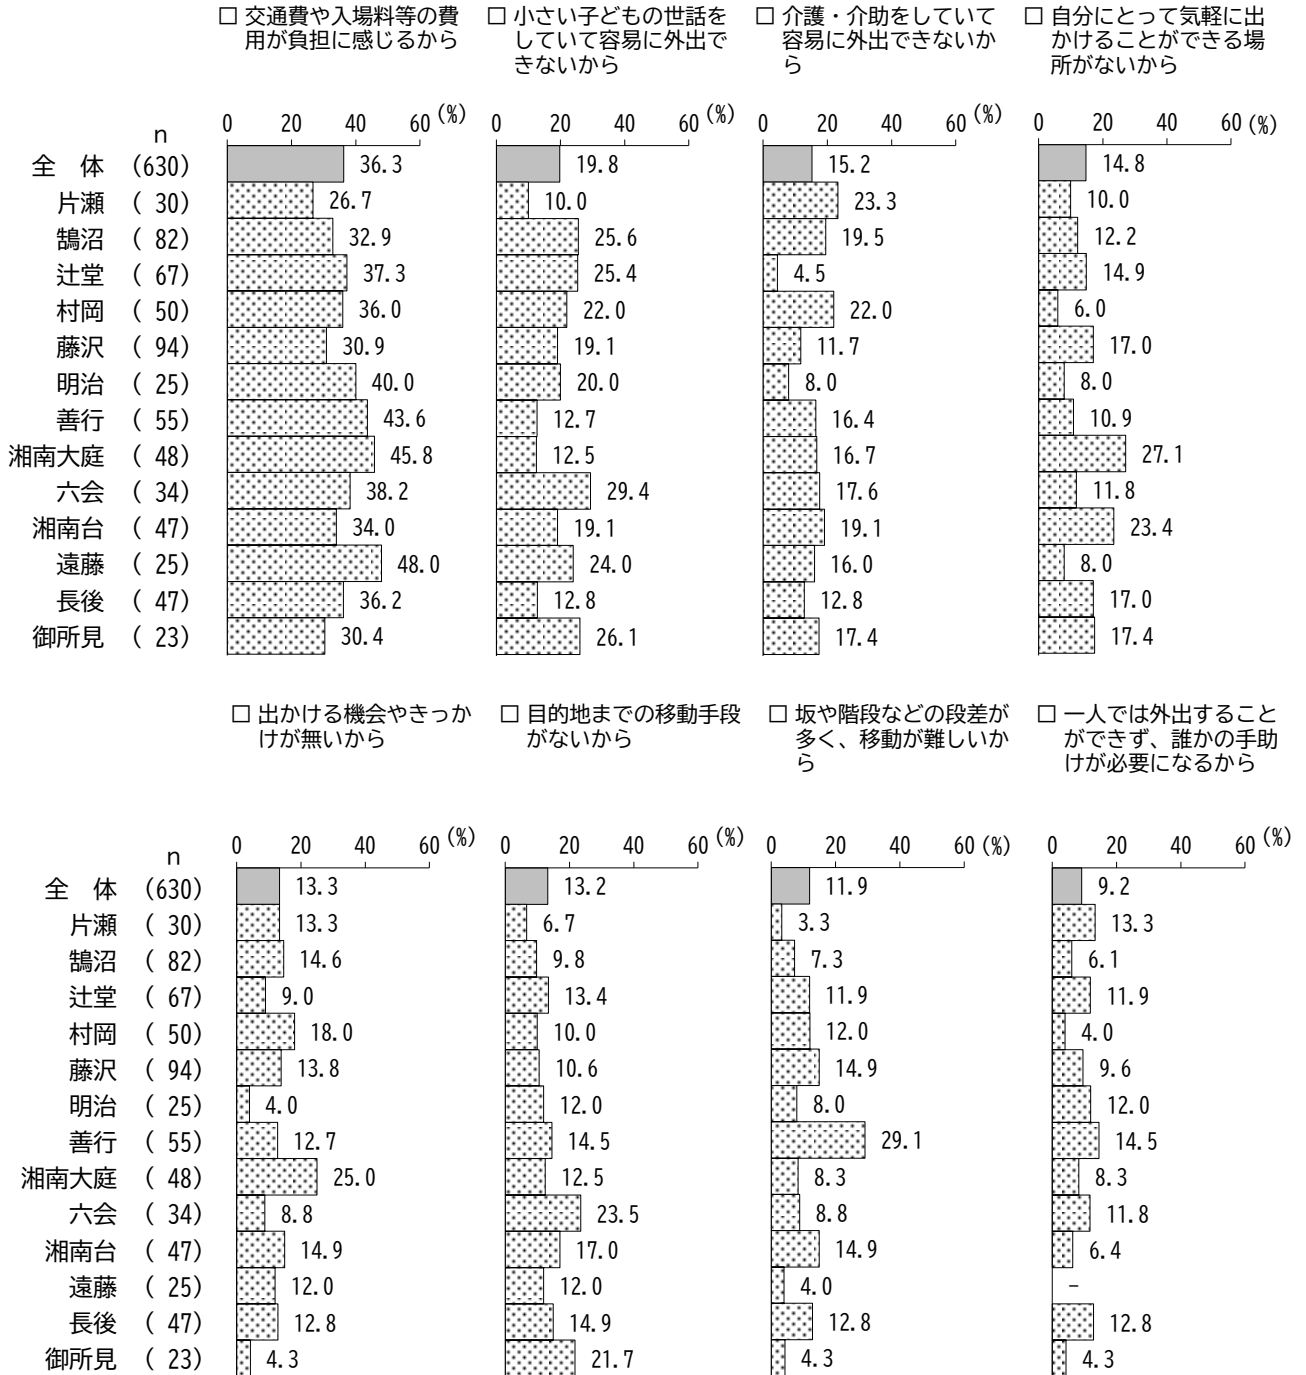 □ 交通費や入場料等の費
用が負担に感じるから
□ 小さい子どもの世話を
していて容易に外出で
きないから
□ 介護・介助をしていて
容易に外出できないか
ら
□ 自分にとって気軽に出
かけることができる場
所がないから
n 0 20 40 60 (%) 0 20 40 60 (%) 0 20 40 60 (%) 0 20 40 60 (%)
全 体 (630) 36.3 19.8 15.2 14.8
片瀬 ( 30) 26.7 10.0 23.3 10.0
鵠沼 ( 82) 32.9 25.6 19.5 12.2
辻堂 ( 67) 37.3 25.4 4.5 14.9
村岡 ( 50) 36.0 22.0 22.0 6.0
藤沢 ( 94) 30.9 19.1 11.7 17.0
明治 ( 25) 40.0 20.0 8.0 8.0
善行 ( 55) 43.6 12.7 16.4 10.9
湘南大庭 ( 48) 45.8 12.5 16.7 27.1
六会 ( 34) 38.2 29.4 17.6 11.8
湘南台 ( 47) 34.0 19.1 19.1 23.4
遠藤 ( 25) 48.0 24.0 16.0 8.0
長後 ( 47) 36.2 12.8 12.8 17.0
御所見 ( 23) 30.4 26.1 17.4 17.4
□ 出かける機会やきっか
けが無いから
□ 目的地までの移動手段
がないから
□ 坂や階段などの段差が
多く、移動が難しいか
ら
□ 一人では外出すること
ができず、誰かの手助
けが必要になるから
n 0 20 40 60 (%) 0 20 40 60 (%) 0 20 40 60 (%) 0 20 40 60 (%)
全 体 (630) 13.3 13.2 11.9 9.2
片瀬 ( 30) 13.3 6.7 3.3 13.3
鵠沼 ( 82) 14.6 9.8 7.3 6.1
辻堂 ( 67) 9.0 13.4 11.9 11.9
村岡 ( 50) 18.0 10.0 12.0 4.0
藤沢 ( 94) 13.8 10.6 14.9 9.6
明治 ( 25) 4.0 12.0 8.0 12.0
善行 ( 55) 12.7 14.5 29.1 14.5
湘南大庭 ( 48) 25.0 12.5 8.3 8.3
六会 ( 34) 8.8 23.5 8.8 11.8
湘南台 ( 47) 14.9 17.0 14.9 6.4
遠藤 ( 25) 12.0 12.0 4.0 -
長後 ( 47) 12.8 14.9 12.8 12.8
御所見 ( 23) 4.3 21.7 4.3 4.3